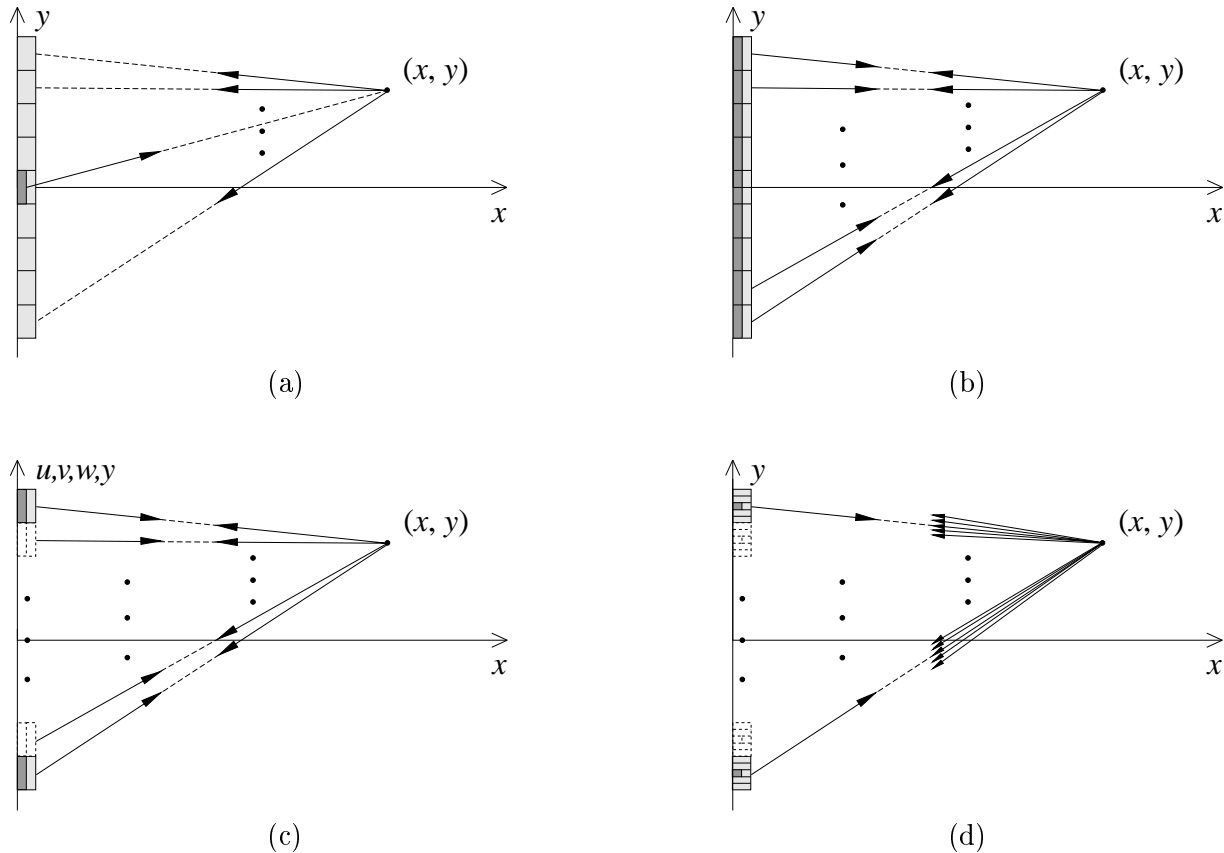 y
(x, y)
x
(a)
y
(x, y)
x
(b)
u,v,w,y
(x, y)
x
(c)
y
(x, y)
x
(d)